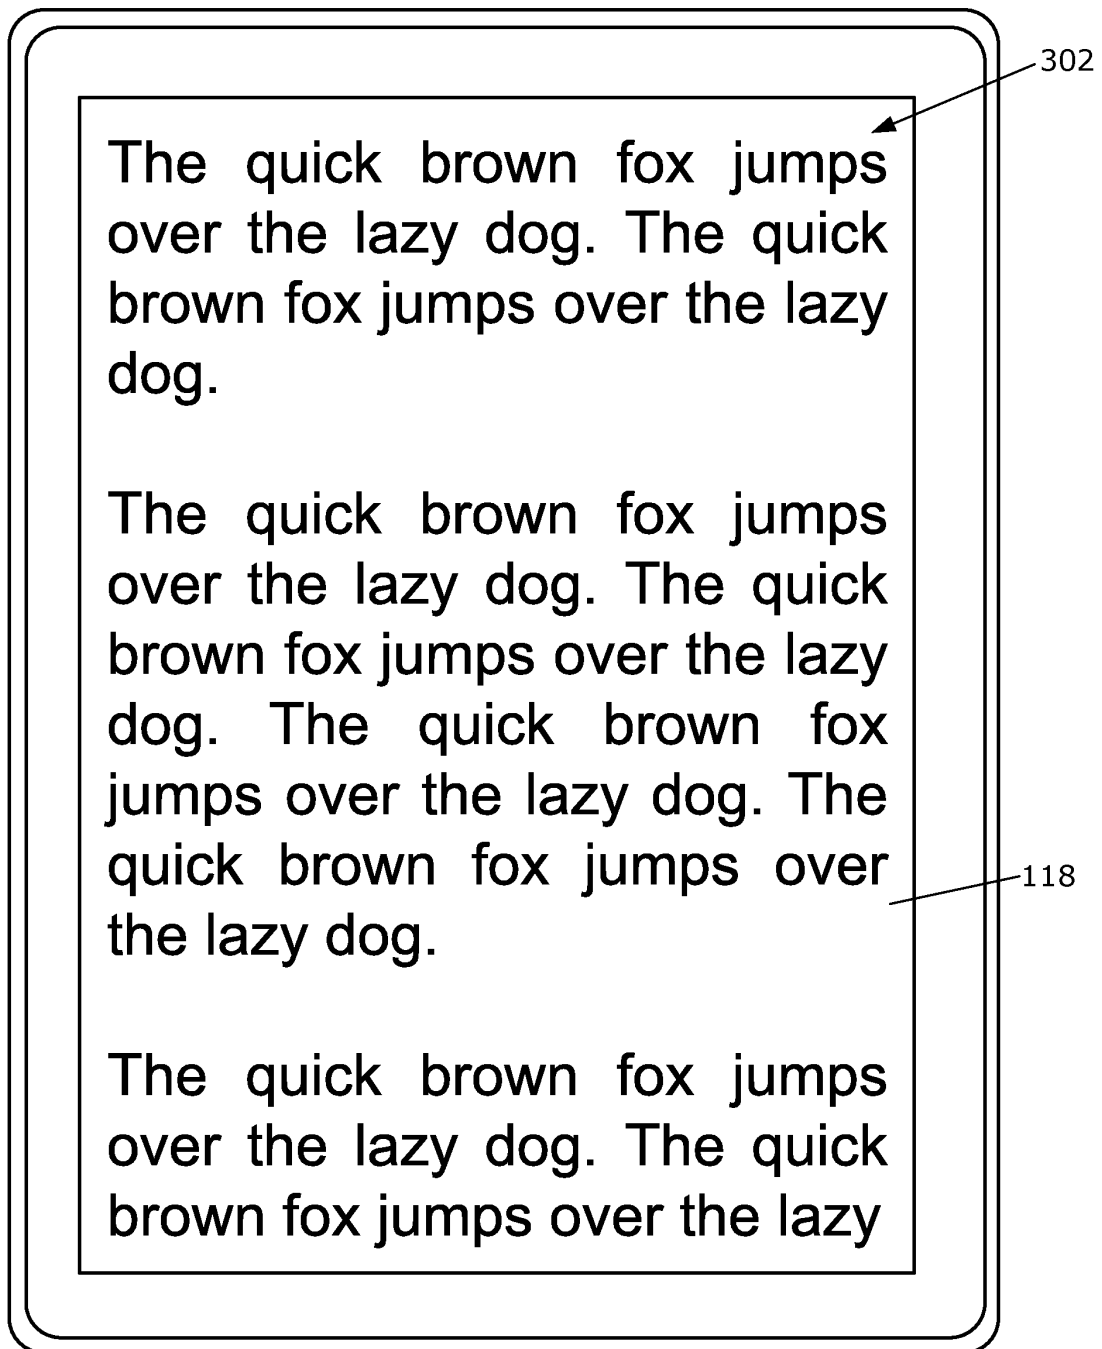 302
The quick brown fox jumps
over the lazy dog. The quick
brown fox jumps over the lazy
dog.
The quick brown fox jumps
over the lazy dog. The quick
brown fox jumps over the lazy
dog. The quick brown fox
jumps over the lazy dog. The
quick brown fox jumps over
118
the lazy dog.
The quick brown fox jumps
over the lazy dog. The quick
brown fox jumps over the lazy